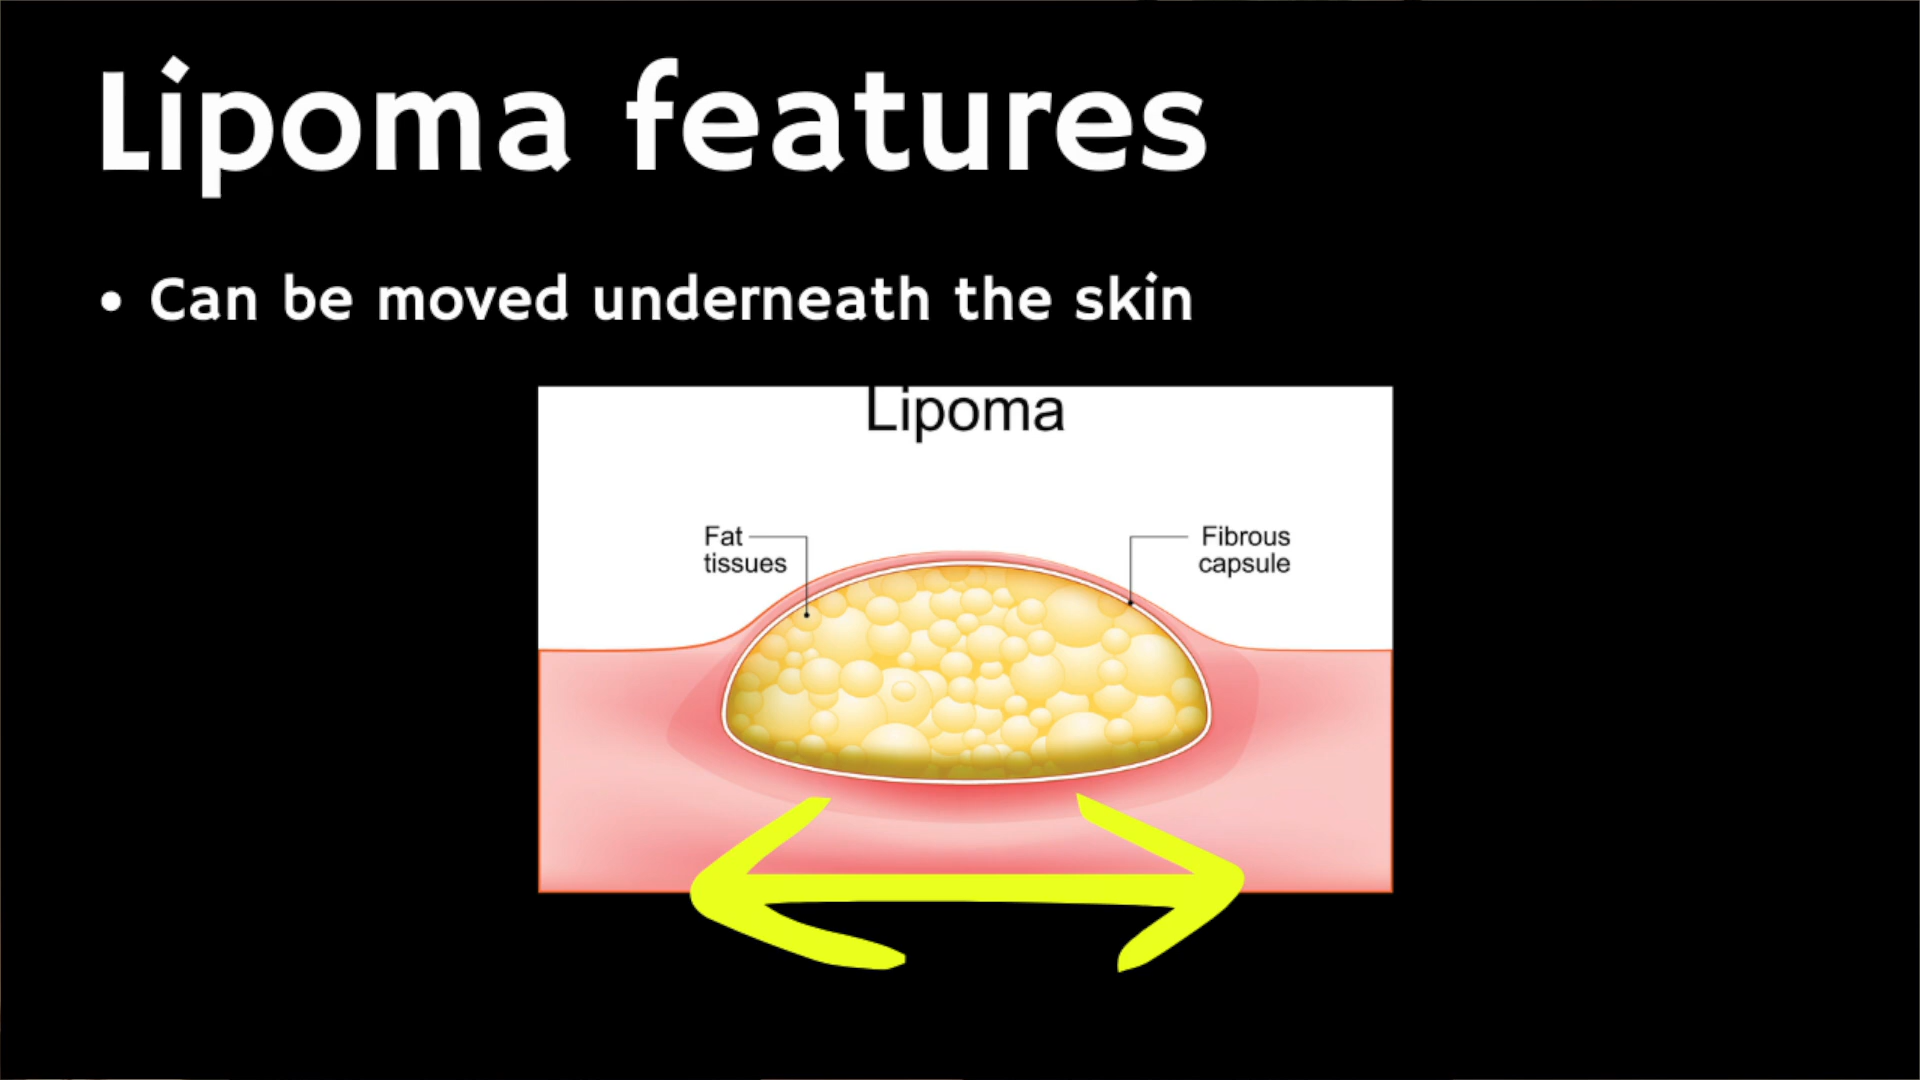 Lipoma features
• Can be moved underneath the skin
Lipoma
Fat
tissues
Fibrous
capsule